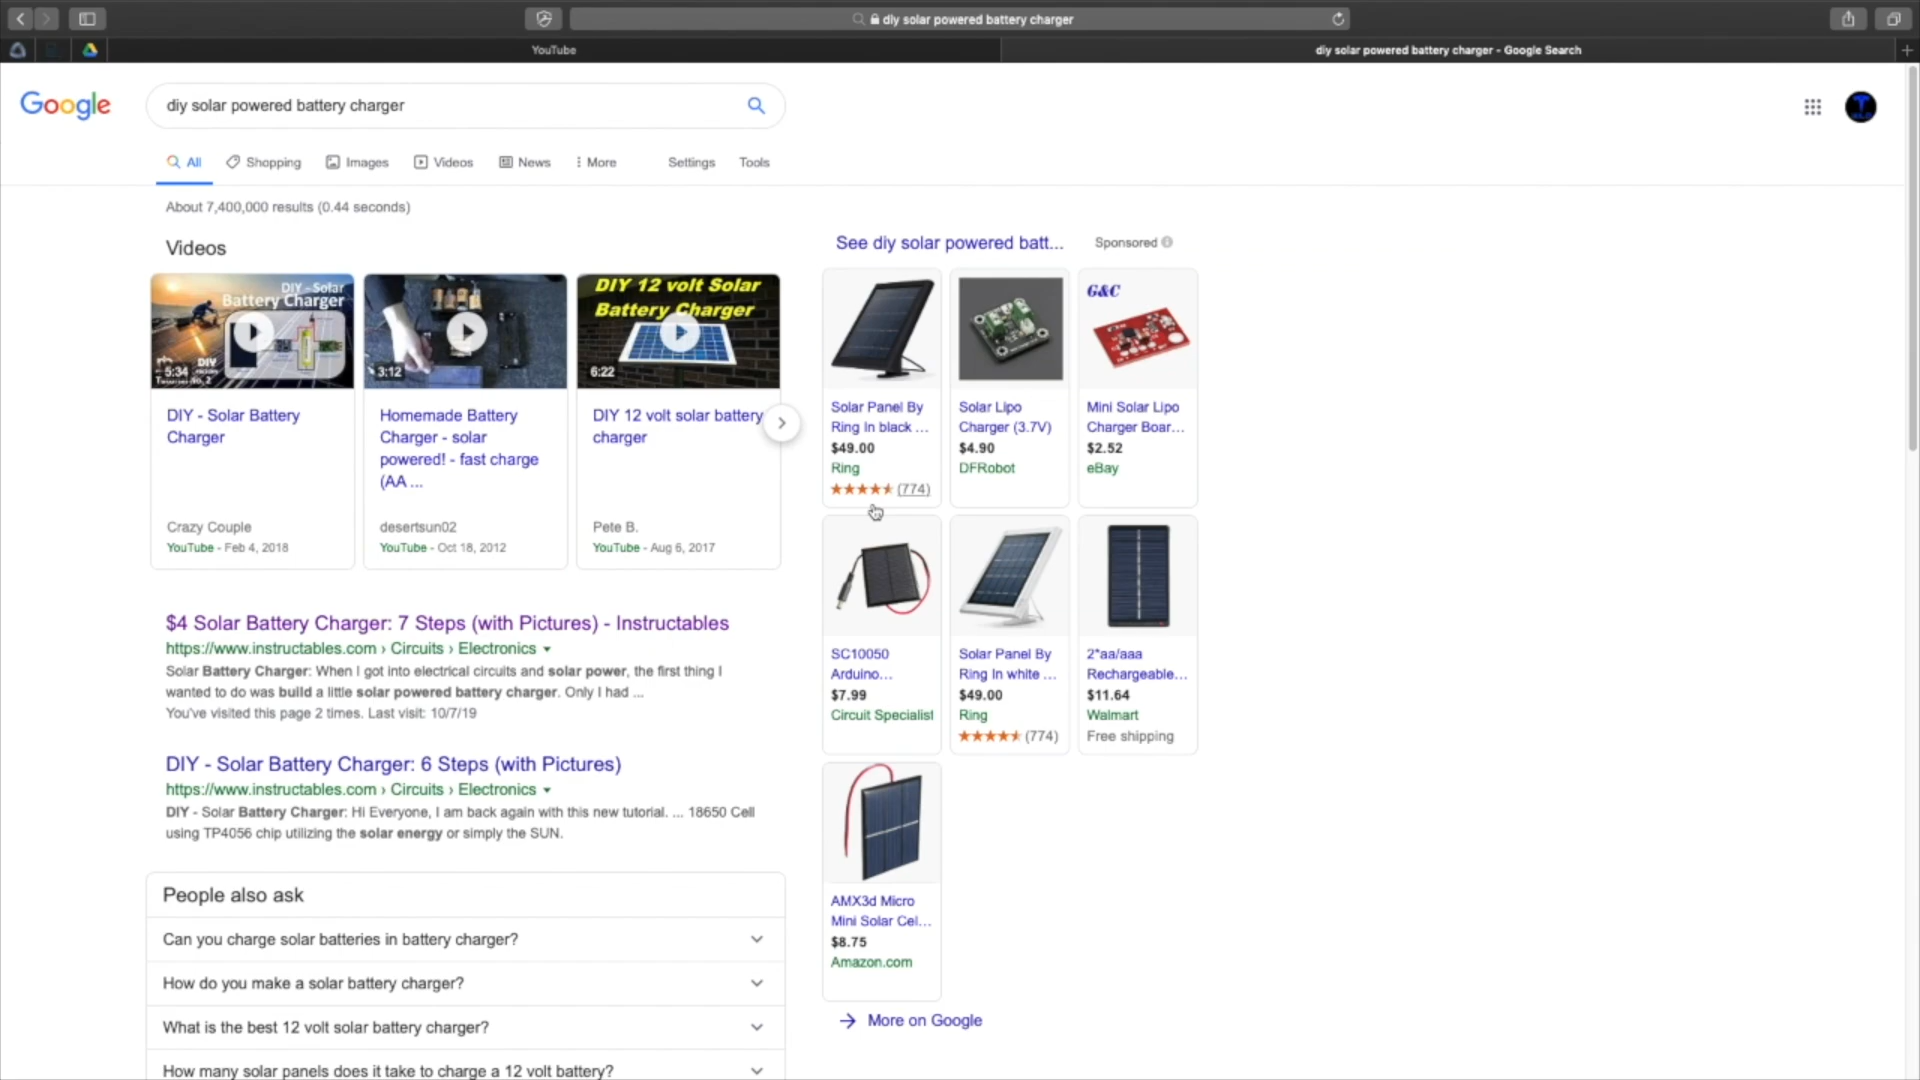 diy solar powered battery charger
YouTube
diy solar powered battery charger - Google Search
Google
diy solar powered battery charger
All
Shopping
Images
Videos
News
More
Settings
Tools
About 7,400,000 results (0.44 seconds)
Videos
DIY - Solar
Battery Charger
DIY
5:34
3:12
DIY 12 volt Solar
Battery Charger
6:22
DIY - Solar Battery
Charger
Crazy Couple
YouTube - Feb 4, 2018
Homemade Battery
Charger - solar
powered! - fast charge
(AA ...
desertsun02
YouTube - Oct 18, 2012
DIY 12 volt solar battery
charger
Pete B.
YouTube - Aug 6, 2017
$4 Solar Battery Charger: 7 Steps (with Pictures) - Instructables
https://www.instructables.com › Circuits › Electronics
Solar Battery Charger: When I got into electrical circuits and solar power, the first thing I
wanted to do was build a little solar powered battery charger. Only I had ...
You've visited this page 2 times. Last visit: 10/7/19
DIY - Solar Battery Charger: 6 Steps (with Pictures)
https://www.instructables.com › Circuits › Electronics
DIY - Solar Battery Charger: Hi Everyone, I am back again with this new tutorial. ... 18650 Cell
using TP4056 chip utilizing the solar energy or simply the SUN.
People also ask
Can you charge solar batteries in battery charger?
How do you make a solar battery charger?
What is the best 12 volt solar battery charger?
How many solar panels does it take to charge a 12 volt battery?
See diy solar powered batt...
Sponsored
Solar Panel By
Ring In black ...
$49.00
Ring
(774)
Solar Lipo
Charger (3.7V)
$4.90
DFRobot
G&C
Mini Solar Lipo
Charger Boar...
$2.52
eBay
SC10050
Arduino...
$7.99
Circuit Specialist
Solar Panel By
Ring In white ...
$49.00
Ring
(774)
2*aa/aaa
Rechargeable...
$11.64
Walmart
Free shipping
AMX3d Micro
Mini Solar Cel...
$8.75
Amazon.com
More on Google